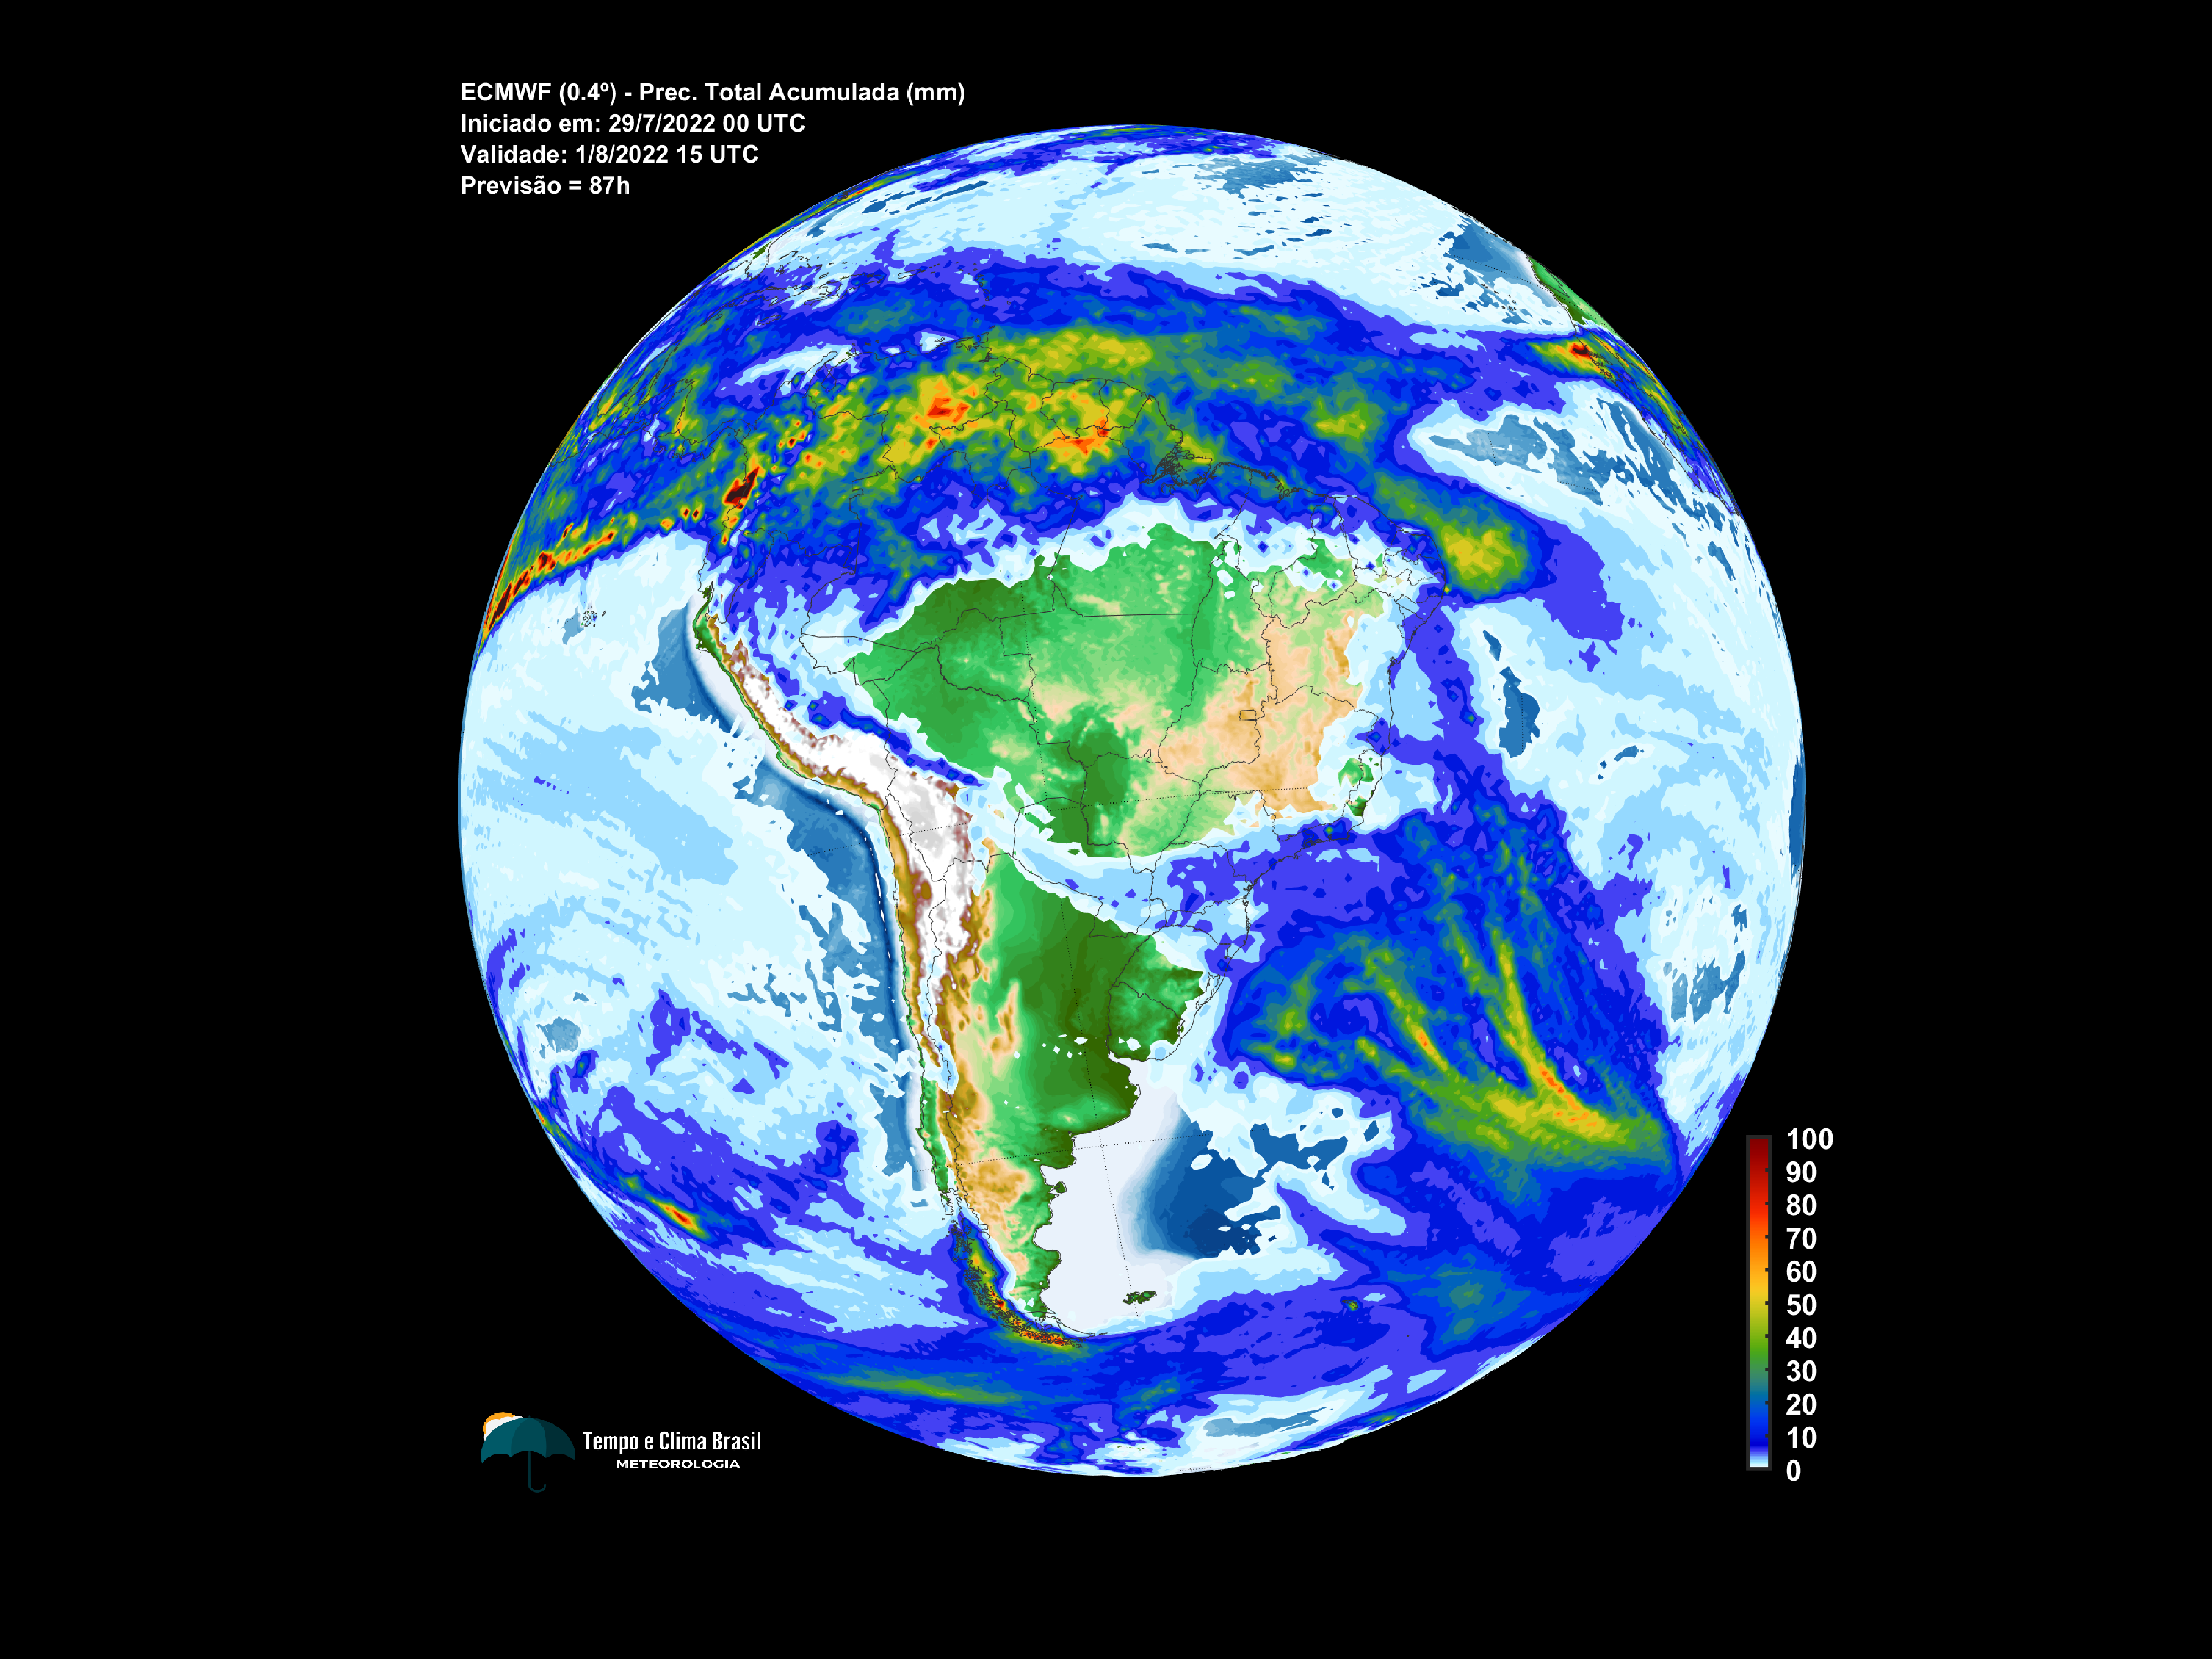 ECMWF (0.4º) - Prec. Total Acumulada (mm)
Iniciado em: 29/7/2022 00 UTC
Validade: 1/8/2022 15 UTC
Previsão = 87h
100
90
80
70
60
50
40
30
20
10
0
Tempo e Clima Brasil
METEOROLOGIA